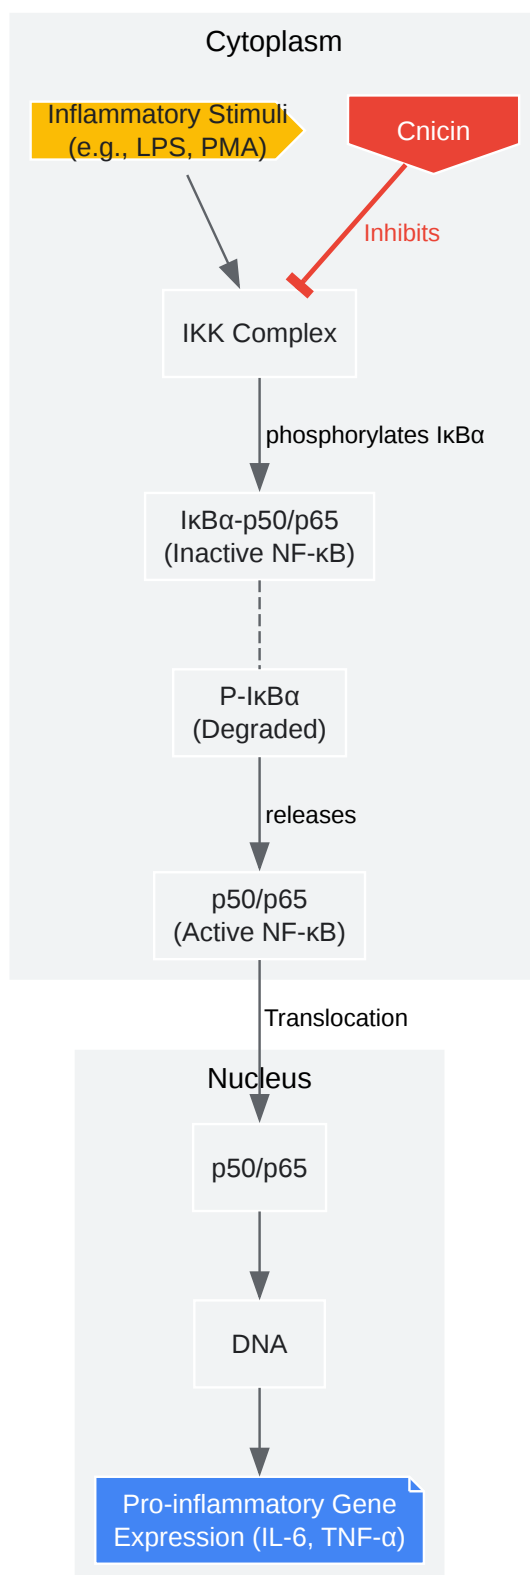 Cytoplasm
Inflammatory Stimuli
(e.g., LPS, PMA)
Cnicin
Inhibits
IKK Complex
phosphorylates IκBα
IκBα-p50/p65
(Inactive NF-κB)
P-IκBα
(Degraded)
releases
p50/p65
(Active NF-κB)
Translocation
Nucleus
p50/p65
DNA
Pro-inflammatory Gene
Expression (IL-6, TNF-α)